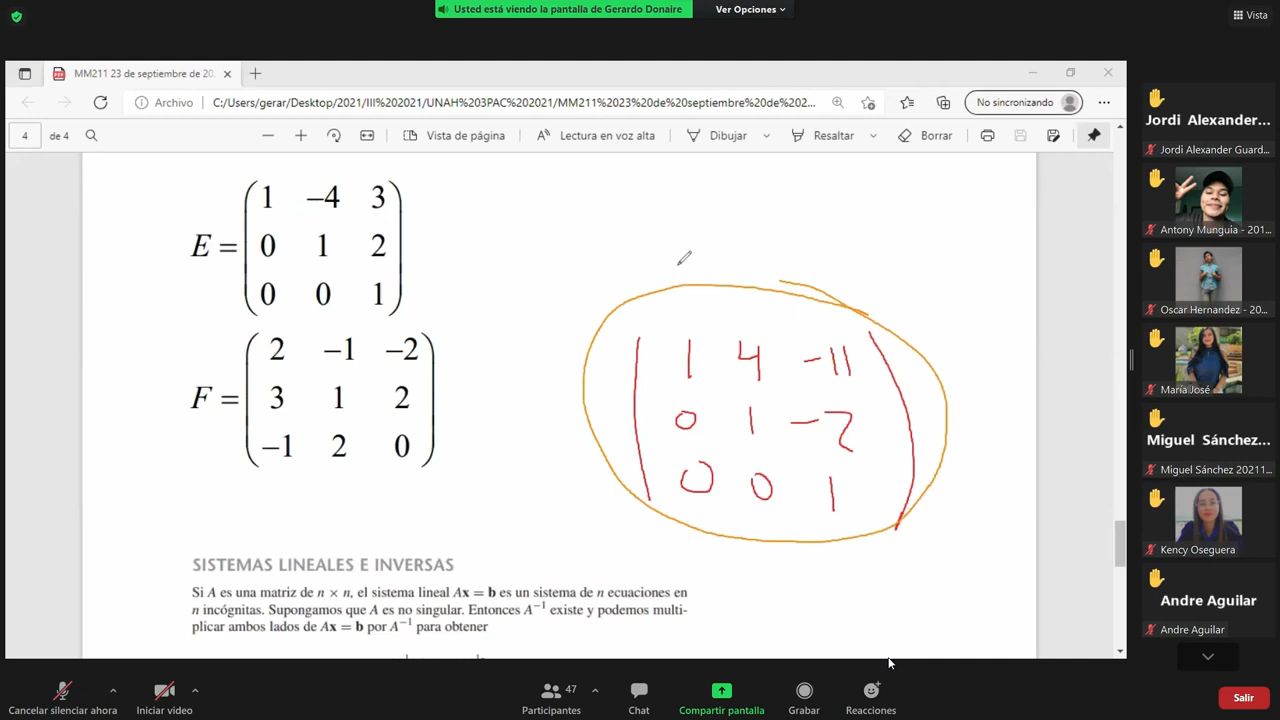 Usted está viendo la pantalla de Gerardo Donaire
Ver Opciones
Vista
MM211 23 de septiembre de 20
Archivo
C:/Users/gerar/Desktop/2021/III%202021/UNAH%203PAC%202021/MM211%2023%20de%20septiembre%20de%202...
No sincronizando
4
de 4
Vista de página
Lectura en voz alta
Dibujar
Resaltar
Borrar
E = 1 −4 3
0 1 2
0 0 1
F = 2 −1 −2
3 1 2
−1 2 0
1 4 -11
0 1 -2
0 0 1
SISTEMAS LINEALES E INVERSAS
Si A es una matriz de n × n, el sistema lineal Ax = b es un sistema de n ecuaciones en
n incógnitas. Supongamos que A es no singular. Entonces A⁻¹ existe y podemos multi-
plicar ambos lados de Ax = b por A⁻¹ para obtener
Jordi Alexander...
Jordi Alexander Guard...
Antony Munguia - 201...
Oscar Hernandez - 20...
María José
Miguel Sánchez...
Miguel Sánchez 20211...
Kency Oseguera
Andre Aguilar
Andre Aguilar
Cancelar silenciar ahora
Iniciar video
47
Participantes
Chat
Compartir pantalla
Grabar
Reacciones
Salir